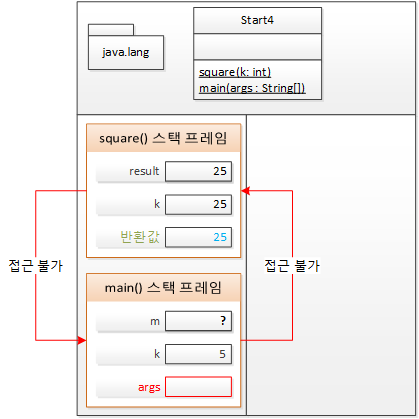 Start4
java.lang
square(k: int)
main(args : String[])
square() 스택 프레임
result 25
k 25
반환값 25
접근 불가
접근 불가
main() 스택 프레임
m ?
k 5
args